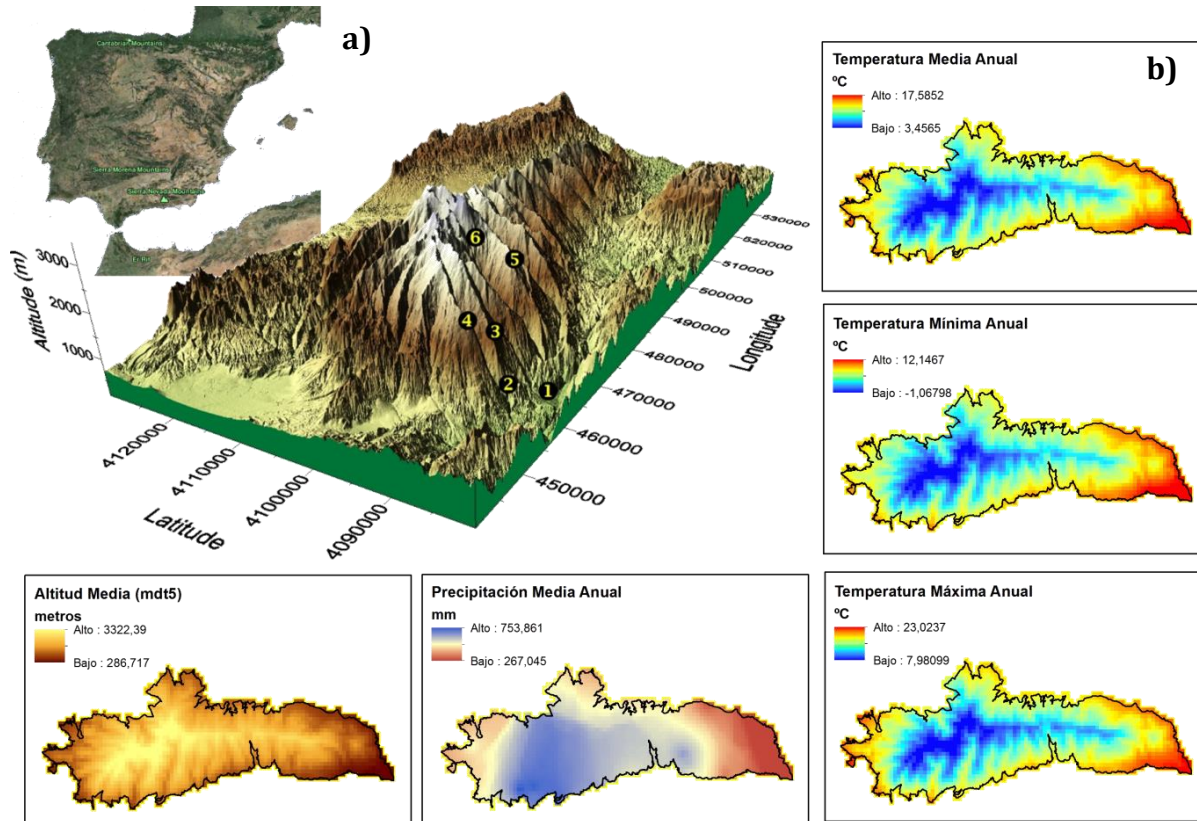 a)
Cantabrian Mountains
Sierra Morena Mountains
Sierra Nevada Mountains
El Rif
Altitude (m)
3000
2000
1000
6
5
4
3
2
1
4120000
4110000
4100000
4090000
Latitude
530000
520000
510000
500000
490000
480000
470000
460000
450000
Longitude
b)
Temperatura Media Anual
ºC
Alto : 17,5852
Bajo : 3,4565
Temperatura Mínima Anual
ºC
Alto : 12,1467
Bajo : -1,06798
Altitud Media (mdt5)
metros
Alto : 3322,39
Bajo : 286,717
Precipitación Media Anual
mm
Alto : 753,861
Bajo : 267,045
Temperatura Máxima Anual
ºC
Alto : 23,0237
Bajo : 7,98099